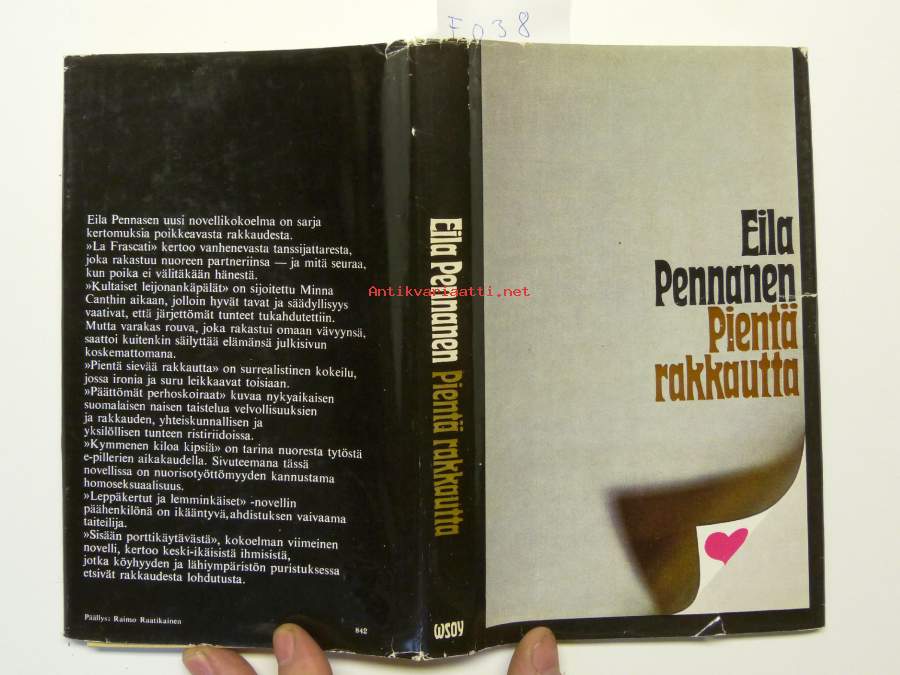 F 038
Eila Pennasen uusi novellikokoelma on sarja
kertomuksia poikkeavasta rakkaudesta.
»La Frascati» kertoo vanhenevasta tanssijattaresta,
joka rakastuu nuoreen partneriinsa — ja mitä seuraa,
kun poika ei välitäkään hänestä.
»Kultaiset leijonankäpälät» on sijoitettu Minna
Canthin aikaan, jolloin hyvät tavat ja säädyllisyys
vaativat, että järjettömät tunteet tukahdutettiin.
Mutta varakas rouva, joka rakastui omaan vävyynsä,
saattoi kuitenkin säilyttää elämänsä julkisivun
koskemattomana.
»Pientä sievää rakkautta» on surrealistinen kokeilu,
jossa ironia ja suru leikkaavat toisiaan.
»Päättömät perhoskoiraat» kuvaa nykyaikaisen
suomalaisen naisen taistelua velvollisuuksien
ja rakkauden, yhteiskunnallisen ja
yksilöllisen tunteen ristiriidoissa.
»Kymmenen kiloa kipsiä» on tarina nuoresta tytöstä
e-pillerien aikakaudella. Sivuteemana tässä
novellissa on nuorisotyöttömyyden kannustama
homoseksuaalisuus.
»Leppäkertut ja lemminkäiset» -novellin
päähenkilönä on ikääntyvä, ahdistuksen vaivaama
taiteilija.
»Sisään porttikäytävästä», kokoelman viimeinen
novelli, kertoo keski-ikäisistä ihmisistä,
jotka köyhyyden ja lähiympäristön puristuksessa
etsivät rakkaudesta lohdutusta.
Päällys: Raimo Raatikainen
842
Eila Pennanen Pientä rakkautta
WSOY
Eila
Pennanen
Pientä
rakkautta
Antikvariaatti.net